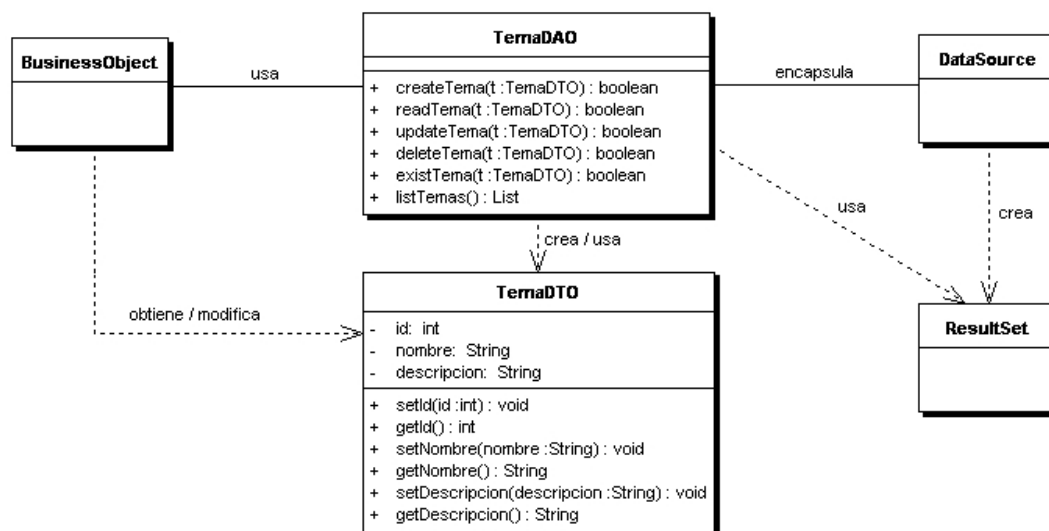 BusinessObject
usa
TemaDAO
+ createTema(t :TemaDTO) : boolean
+ readTema(t :TemaDTO) : boolean
+ updateTema(t :TemaDTO) : boolean
+ deleteTema(t :TemaDTO) : boolean
+ existTema(t :TemaDTO) : boolean
+ listTemas() : List
encapsula
DataSource
usa
crea
crea / usa
obtiene / modifica
TemaDTO
- id: int
- nombre: String
- descripcion: String
+ setId(id :int) : void
+ getId() : int
+ setNombre(nombre :String) : void
+ getNombre() : String
+ setDescripcion(descripcion :String) : void
+ getDescripcion() : String
ResultSet